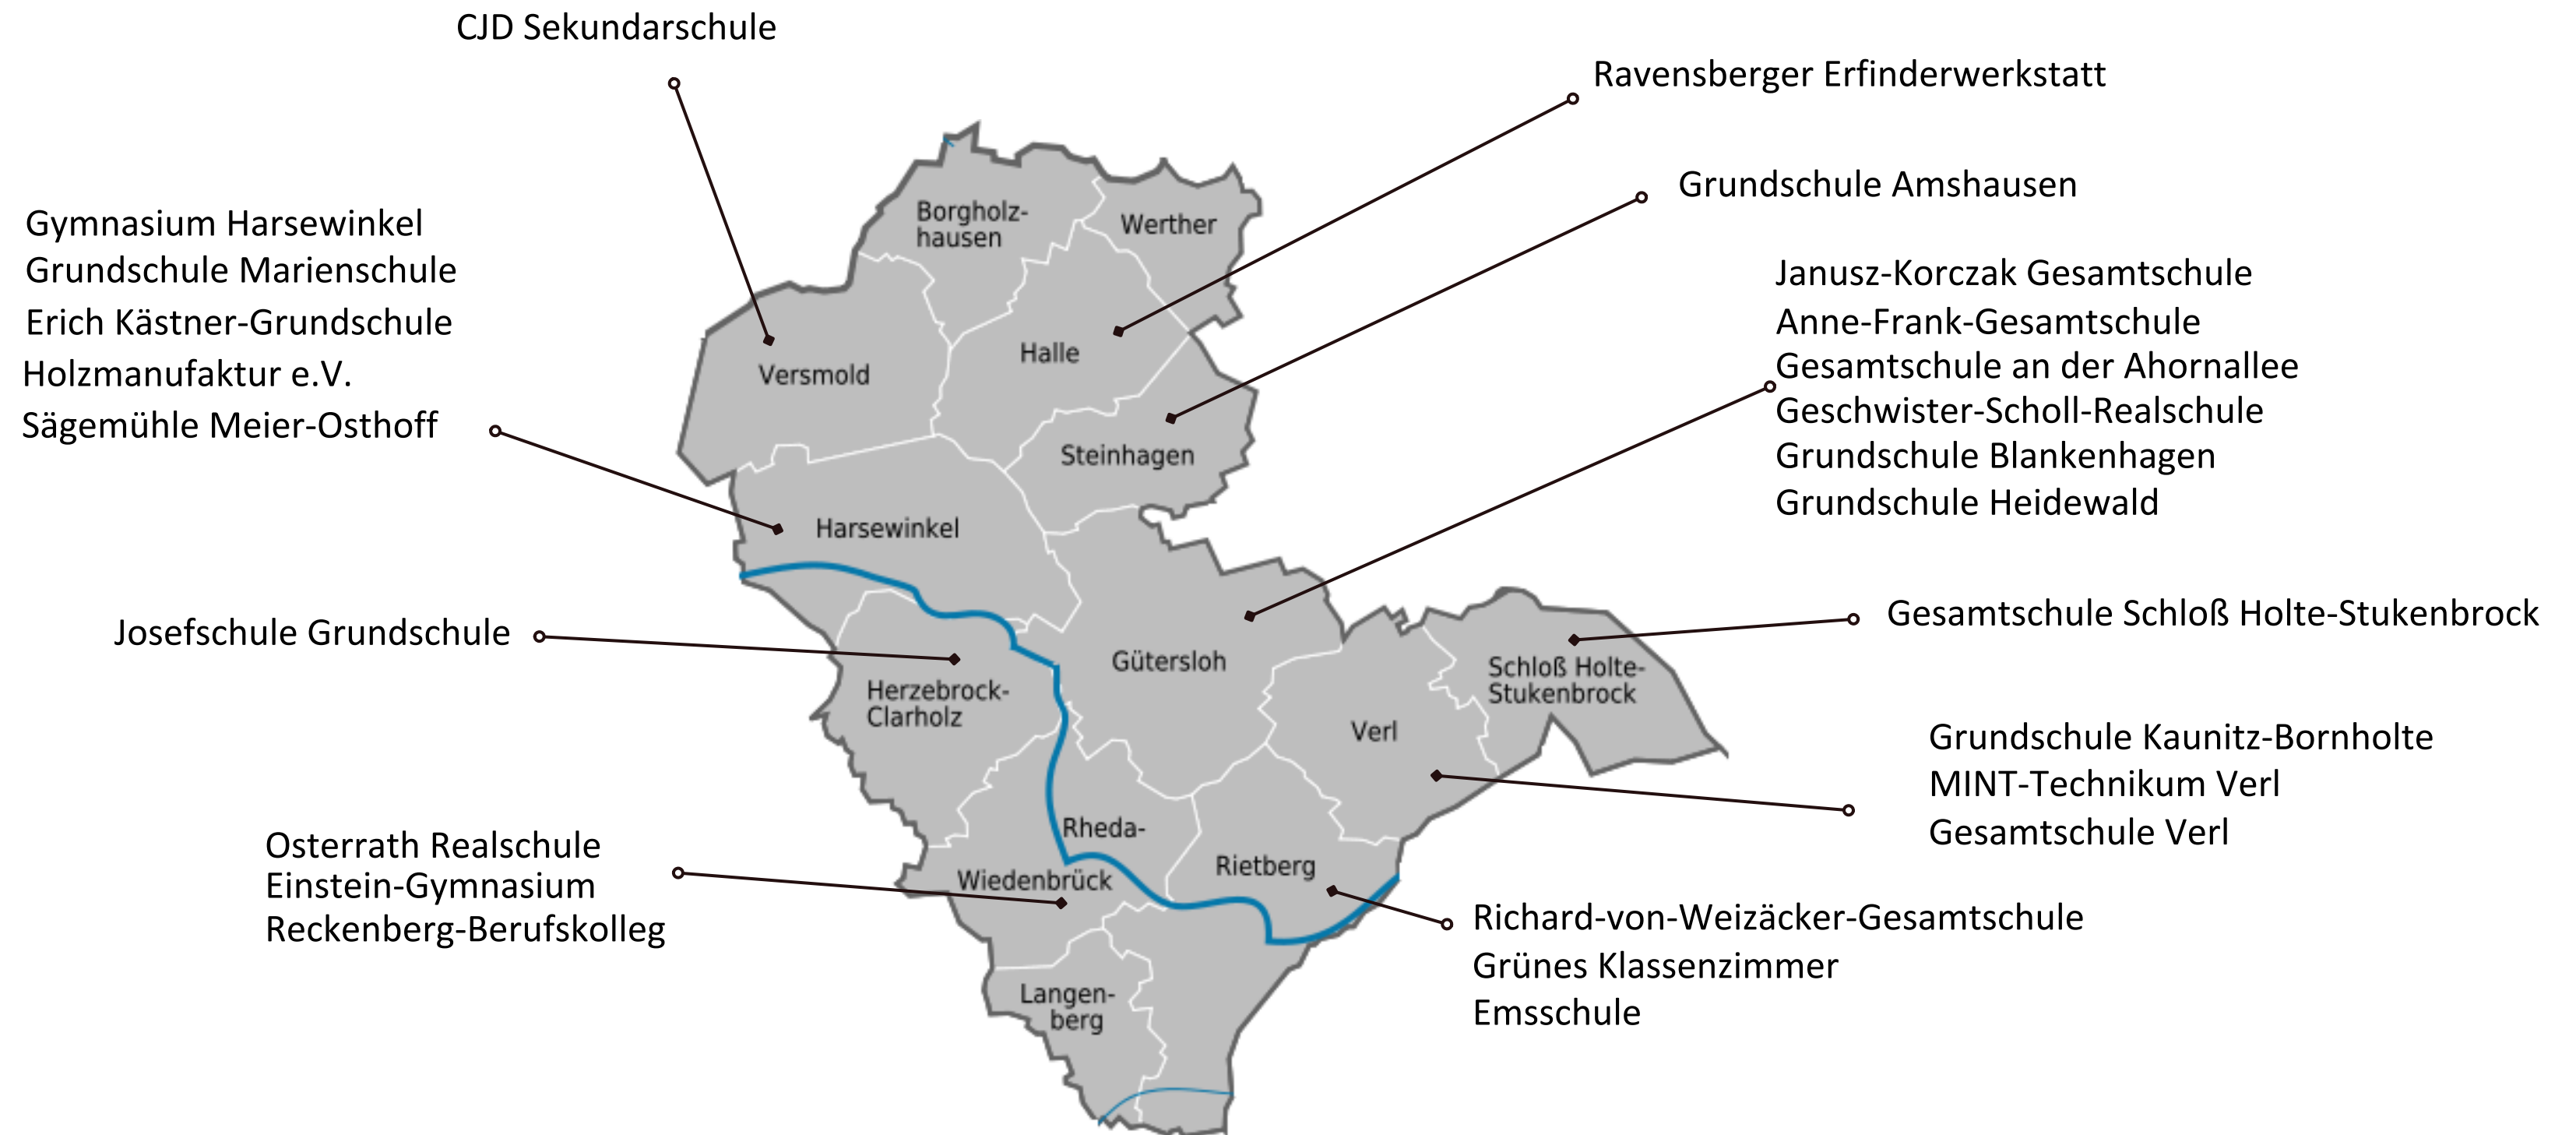 CJD Sekundarschule
Ravensberger Erfinderwerkstatt
Grundschule Amshausen
Gymnasium Harsewinkel
Grundschule Marienschule
Erich Kästner-Grundschule
Holzmanufaktur e.V.
Sägemühle Meier-Osthoff
Janusz-Korczak Gesamtschule
Anne-Frank-Gesamtschule
Gesamtschule an der Ahornallee
Geschwister-Scholl-Realschule
Grundschule Blankenhagen
Grundschule Heidewald
Borgholz-
hausen
Werther
Versmold
Halle
Steinhagen
Harsewinkel
Josefschule Grundschule
Gesamtschule Schloß Holte-Stukenbrock
Herzebrock-
Clarholz
Gütersloh
Verl
Schloß Holte-
Stukenbrock
Grundschule Kaunitz-Bornholte
MINT-Technikum Verl
Gesamtschule Verl
Osterrath Realschule
Einstein-Gymnasium
Reckenberg-Berufskolleg
Rheda-
Wiedenbrück
Rietberg
Richard-von-Weizäcker-Gesamtschule
Grünes Klassenzimmer
Emsschule
Langen-
berg